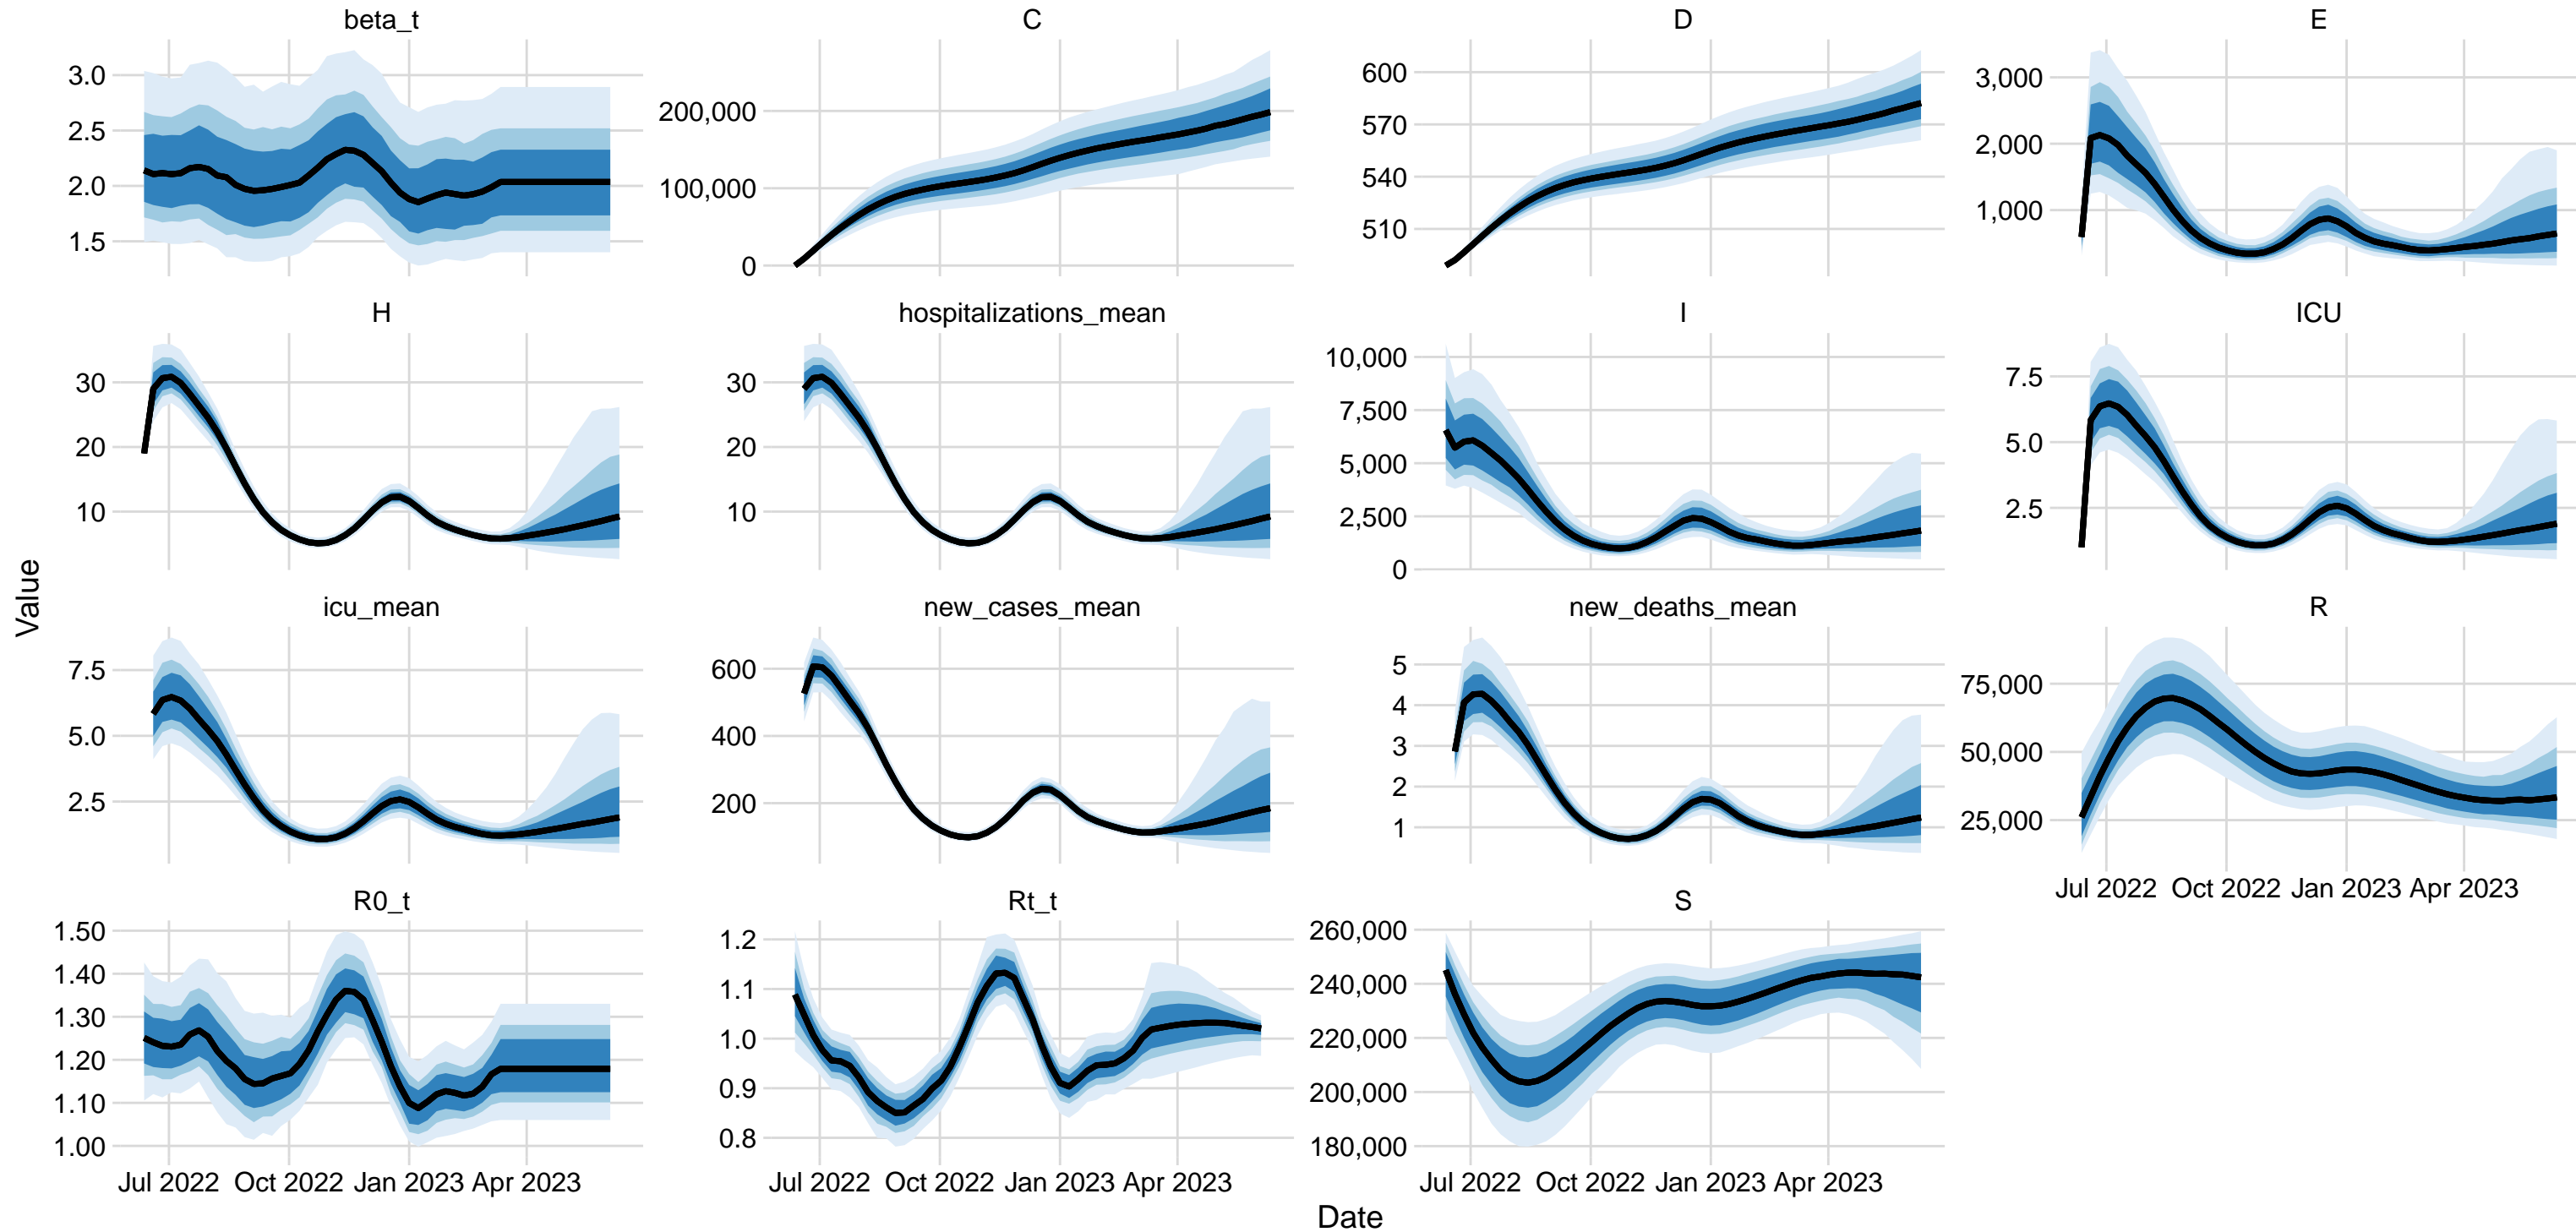 beta_t
3.0
2.5
2.0
1.5
C
200,000
100,000
0
D
600
570
540
510
E
3,000
2,000
1,000
H
30
20
10
hospitalizations_mean
30
20
10
I
10,000
7,500
5,000
2,500
0
ICU
7.5
5.0
2.5
Value
icu_mean
7.5
5.0
2.5
new_cases_mean
600
400
200
new_deaths_mean
5
4
3
2
1
R
75,000
50,000
25,000
Jul 2022 Oct 2022 Jan 2023 Apr 2023
R0_t
1.50
1.40
1.30
1.20
1.10
1.00
Jul 2022 Oct 2022 Jan 2023 Apr 2023
Rt_t
1.2
1.1
1.0
0.9
0.8
Jul 2022 Oct 2022 Jan 2023 Apr 2023
S
260,000
240,000
220,000
200,000
180,000
Jul 2022 Oct 2022 Jan 2023 Apr 2023
Date